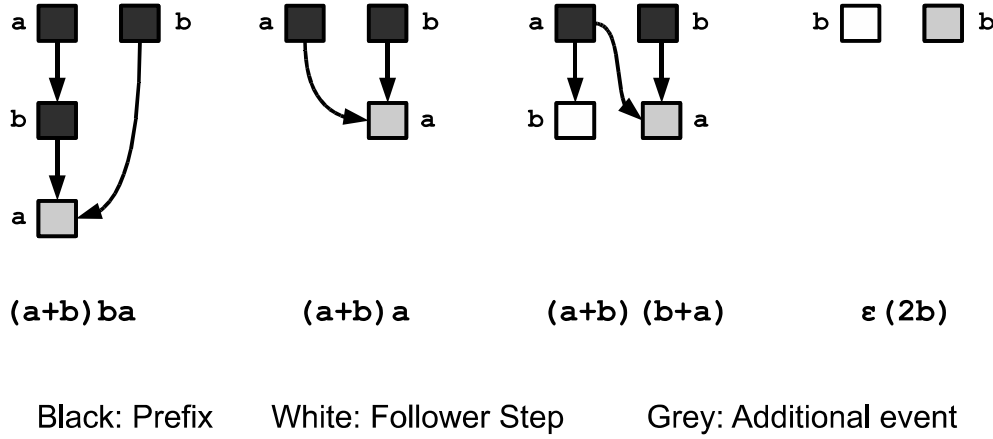 a b a b a b b b
b a b a
a
(a+b)ba (a+b)a (a+b)(b+a) ε(2b)
Black: Prefix White: Follower Step Grey: Additional event